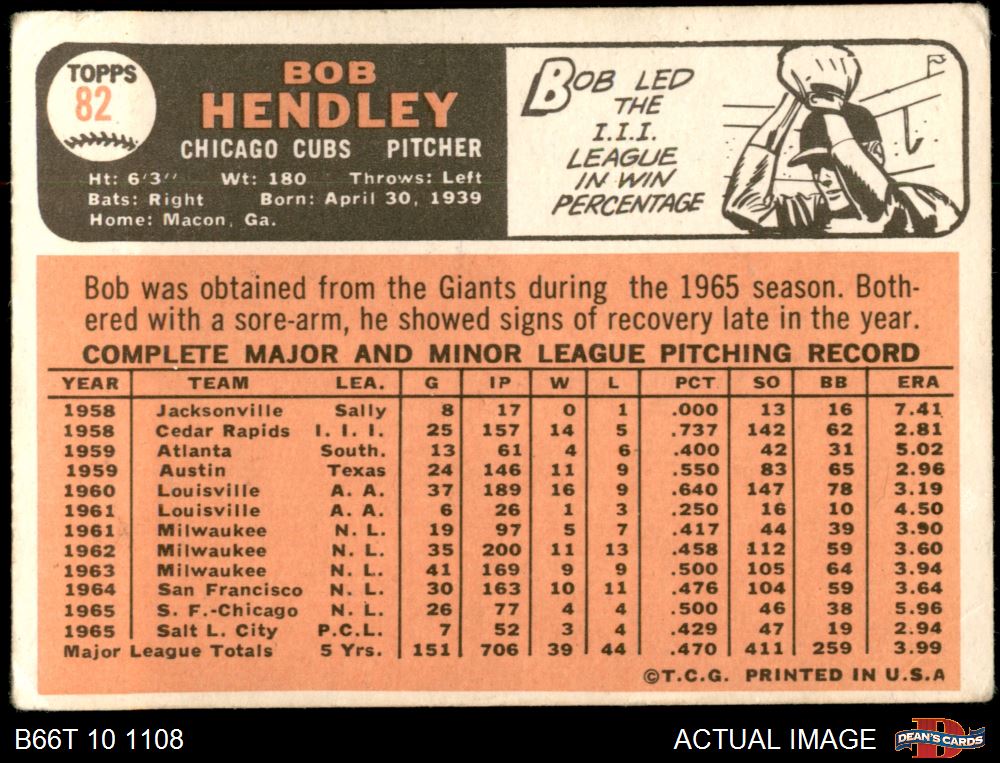 TOPPS
82
BOB
HENDLEY
CHICAGO CUBS PITCHER
Ht: 6'3" Wt: 180 Throws: Left
Bats: Right Born: April 30, 1939
Home: Macon, Ga.
BOB LED
THE
I.I.I.
LEAGUE
IN WIN
PERCENTAGE
Bob was obtained from the Giants during the 1965 season. Both-
ered with a sore-arm, he showed signs of recovery late in the year.
COMPLETE MAJOR AND MINOR LEAGUE PITCHING RECORD
YEAR TEAM LEA. G IP W L PCT. SO BB ERA
1958 Jacksonville Sally 8 17 0 1 .000 13 16 7.41
1958 Cedar Rapids I. I. I. 25 157 14 5 .737 142 62 2.81
1959 Atlanta South. 13 61 4 6 .400 42 31 5.02
1959 Austin Texas 24 146 11 9 .550 83 65 2.96
1960 Louisville A. A. 37 189 16 9 .640 147 78 3.19
1961 Louisville A. A. 6 26 1 3 .250 16 10 4.50
1961 Milwaukee N. L. 19 97 5 7 .417 44 39 3.90
1962 Milwaukee N. L. 35 200 11 13 .458 112 59 3.60
1963 Milwaukee N. L. 41 169 9 9 .500 105 64 3.94
1964 San Francisco N. L. 30 163 10 11 .476 104 59 3.64
1965 S. F.-Chicago N. L. 26 77 4 4 .500 46 38 5.96
1965 Salt L. City P.C.L. 7 52 3 4 .429 47 19 2.94
Major League Totals 5 Yrs. 151 706 39 44 .470 411 259 3.99
©T.C.G. PRINTED IN U.S.A
B66T 10 1108
ACTUAL IMAGE
DEAN'S CARDS